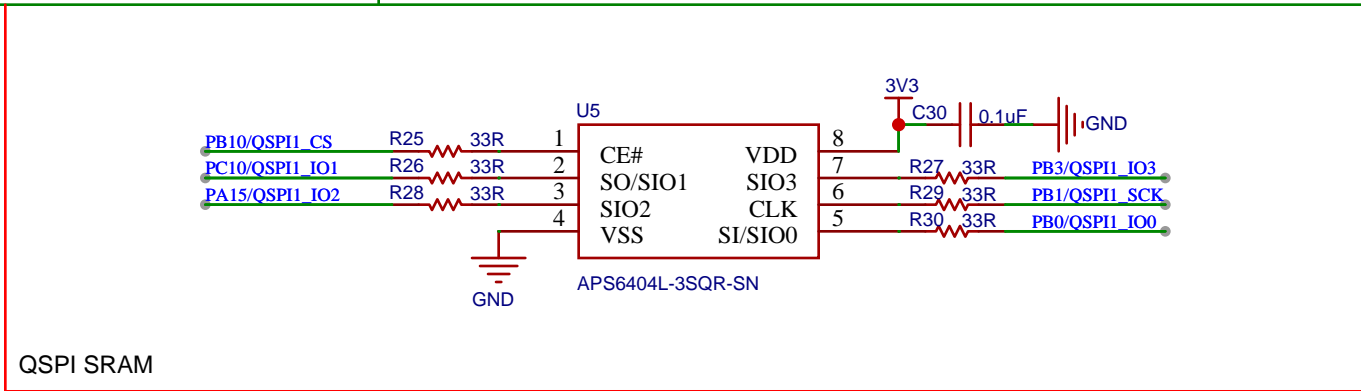 3V3
U5
C30
0.1uF
GND
PB10/QSPI1_CS
R25
33R
1
CE#
VDD
8
PC10/QSPI1_IO1
R26
33R
2
SO/SIO1
SIO3
7
R27
33R
PB3/QSPI1_IO3
PA15/QSPI1_IO2
R28
33R
3
SIO2
CLK
6
R29
33R
PB1/QSPI1_SCK
4
VSS
SI/SIO0
5
R30
33R
PB0/QSPI1_IO0
GND
APS6404L-3SQR-SN
QSPI SRAM